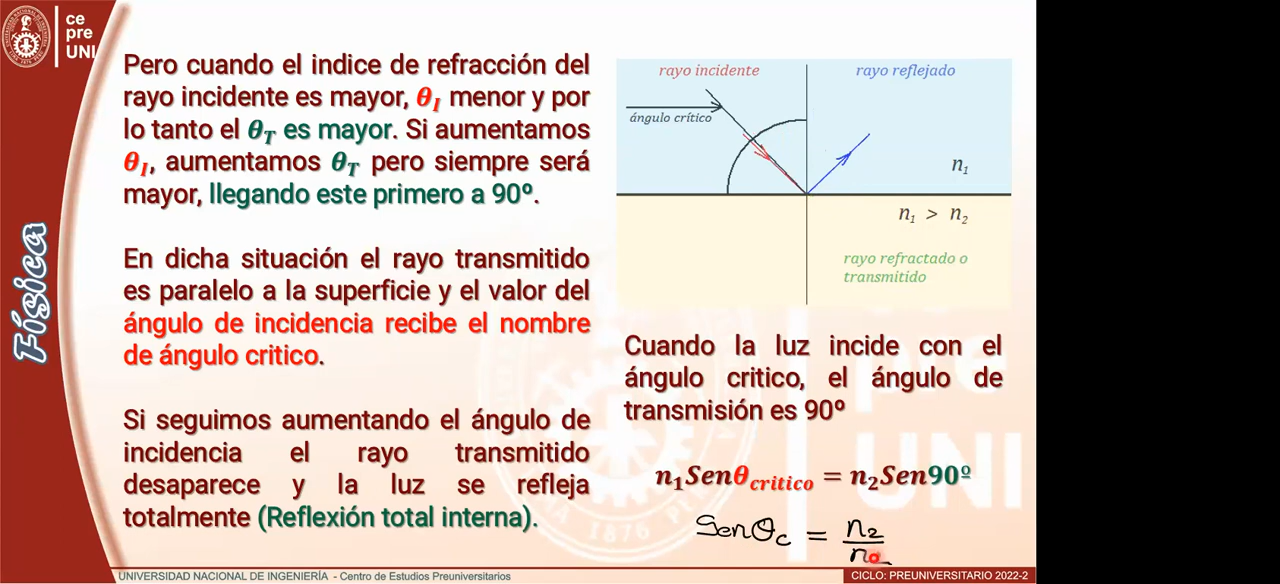 ce
pre
UNI
Física
Pero cuando el indice de refracción del
rayo incidente es mayor, θI menor y por
lo tanto el θT es mayor. Si aumentamos
θI, aumentamos θT pero siempre será
mayor, llegando este primero a 90º.
En dicha situación el rayo transmitido
es paralelo a la superficie y el valor del
ángulo de incidencia recibe el nombre
de ángulo critico.
Si seguimos aumentando el ángulo de
incidencia el rayo transmitido
desaparece y la luz se refleja
totalmente (Reflexión total interna).
rayo incidente
rayo reflejado
ángulo crítico
n1
n1 > n2
rayo refractado o
transmitido
Cuando la luz incide con el
ángulo critico, el ángulo de
transmisión es 90º
n1Senθcritico = n2Sen90º
Senθc = n2/n
UNIVERSIDAD NACIONAL DE INGENIERÍA - Centro de Estudios Preuniversitarios
CICLO: PREUNIVERSITARIO 2022-2